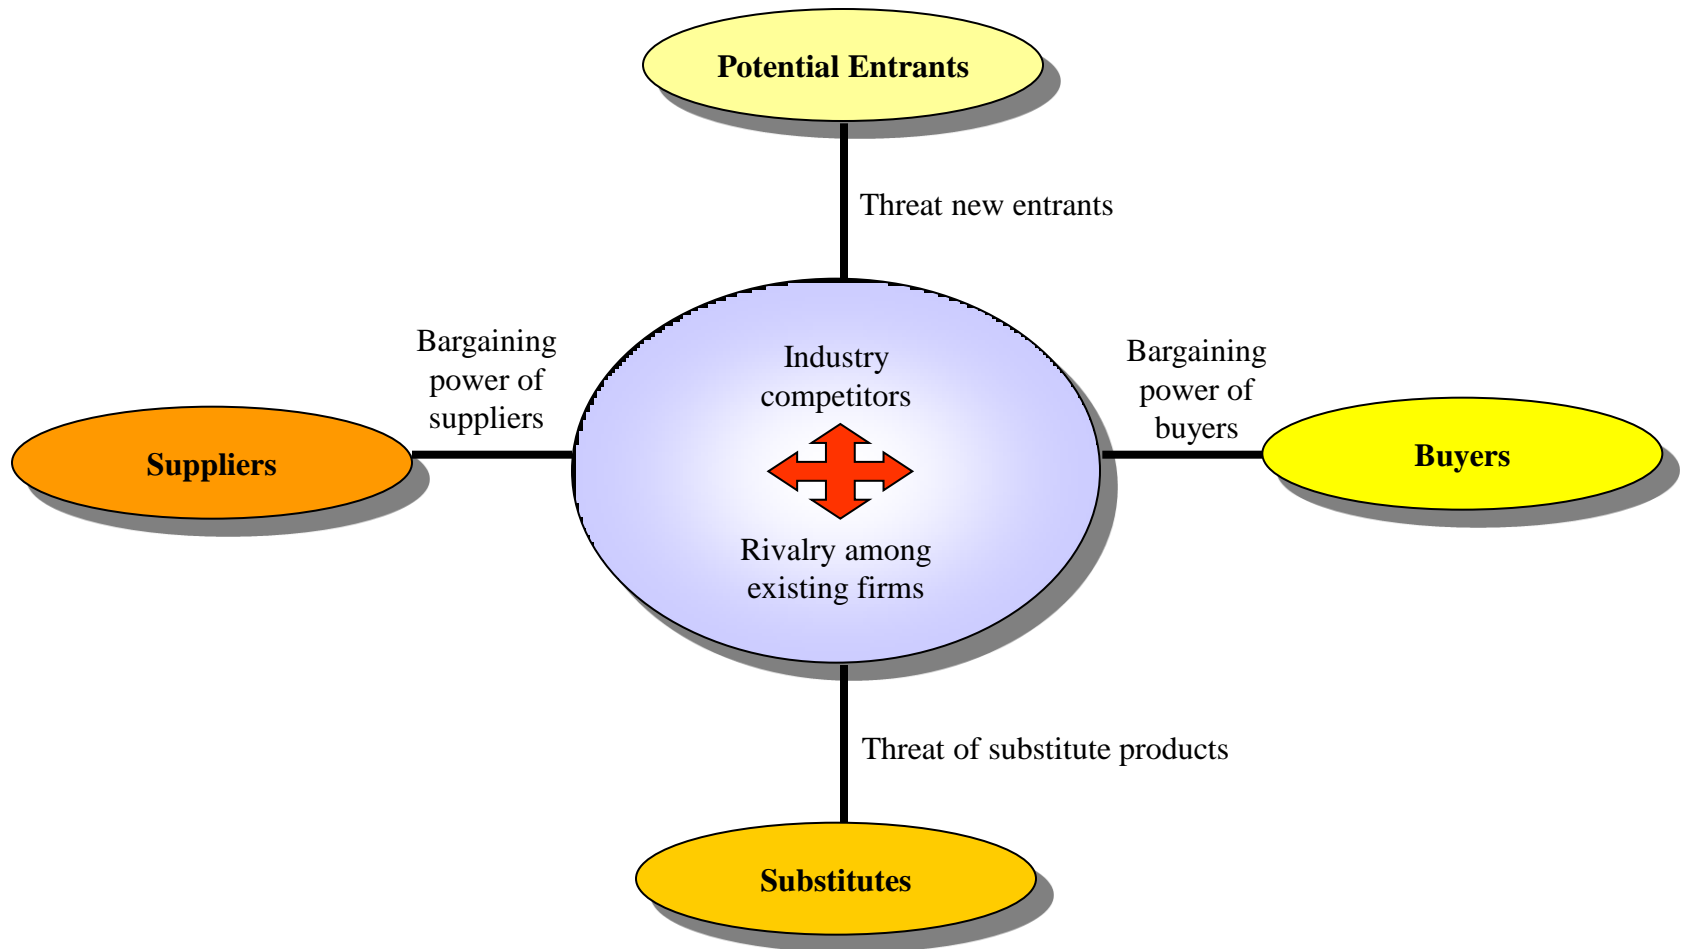 Potential Entrants
Threat new entrants
Bargaining
power of
suppliers
Industry
competitors
Bargaining
power of
buyers
Suppliers
Buyers
Rivalry among
existing firms
Threat of substitute products
Substitutes